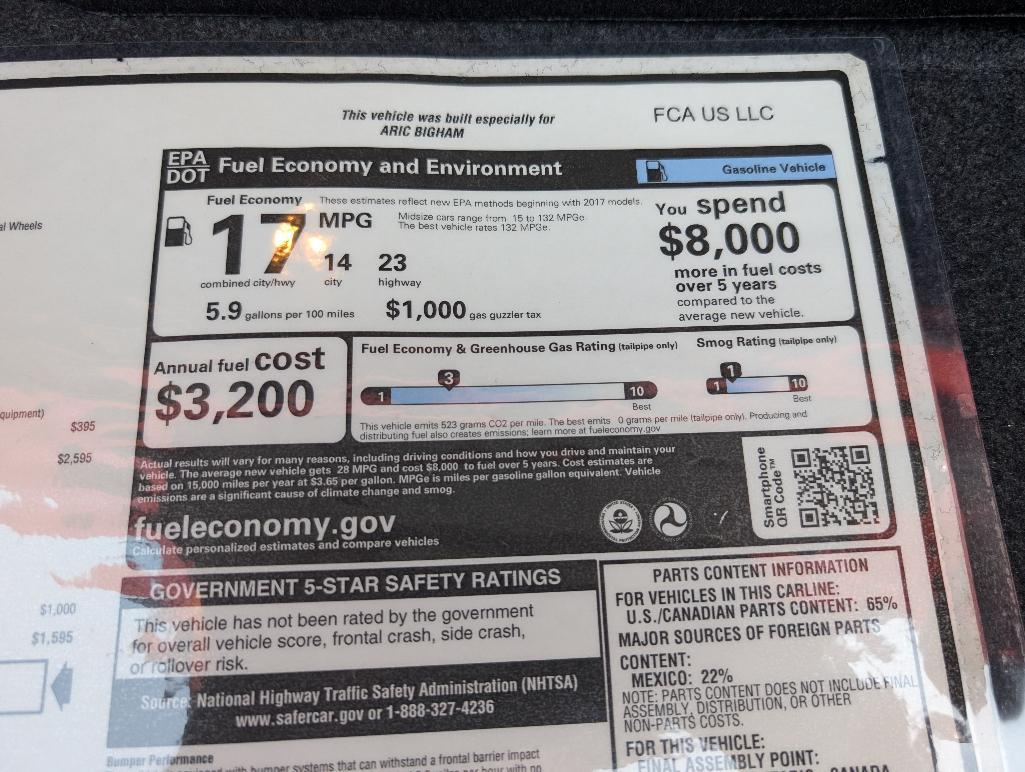 This vehicle was built especially for
ARIC BIGHAM
FCA US LLC
EPA
DOT
Fuel Economy and Environment
Gasoline Vehicle
Fuel Economy
These estimates reflect new EPA methods beginning with 2017 models.
17 MPG
Midsize cars range from 15 to 132 MPGe.
The best vehicle rates 132 MPGe.
14
23
combined city/hwy
city
highway
5.9 gallons per 100 miles
$1,000 gas guzzler tax
You spend
$8,000
more in fuel costs
over 5 years
compared to the
average new vehicle.
Annual fuel cost
$3,200
Fuel Economy & Greenhouse Gas Rating (tailpipe only)
3
1
10
Best
Smog Rating (tailpipe only)
1
1
10
Best
This vehicle emits 523 grams CO2 per mile. The best emits 0 grams per mile (tailpipe only). Producing and
distributing fuel also creates emissions; learn more at fueleconomy.gov
Actual results will vary for many reasons, including driving conditions and how you drive and maintain your
vehicle. The average new vehicle gets 28 MPG and cost $8,000 to fuel over 5 years. Cost estimates are
based on 15,000 miles per year at $3.65 per gallon. MPGe is miles per gasoline gallon equivalent. Vehicle
emissions are a significant cause of climate change and smog.
fueleconomy.gov
Calculate personalized estimates and compare vehicles
Smartphone
QR Code™
al Wheels
quipment)
$395
$2,595
$1,000
$1,595
GOVERNMENT 5-STAR SAFETY RATINGS
This vehicle has not been rated by the government
for overall vehicle score, frontal crash, side crash,
or rollover risk.
Source: National Highway Traffic Safety Administration (NHTSA)
www.safercar.gov or 1-888-327-4236
Bumper Performance
with bumper systems that can withstand a frontal barrier impact
PARTS CONTENT INFORMATION
FOR VEHICLES IN THIS CARLINE:
U.S./CANADIAN PARTS CONTENT: 65%
MAJOR SOURCES OF FOREIGN PARTS
CONTENT:
MEXICO: 22%
NOTE: PARTS CONTENT DOES NOT INCLUDE FINAL
ASSEMBLY, DISTRIBUTION, OR OTHER
NON-PARTS COSTS.
FOR THIS VEHICLE:
FINAL ASSEMBLY POINT:
CANADA